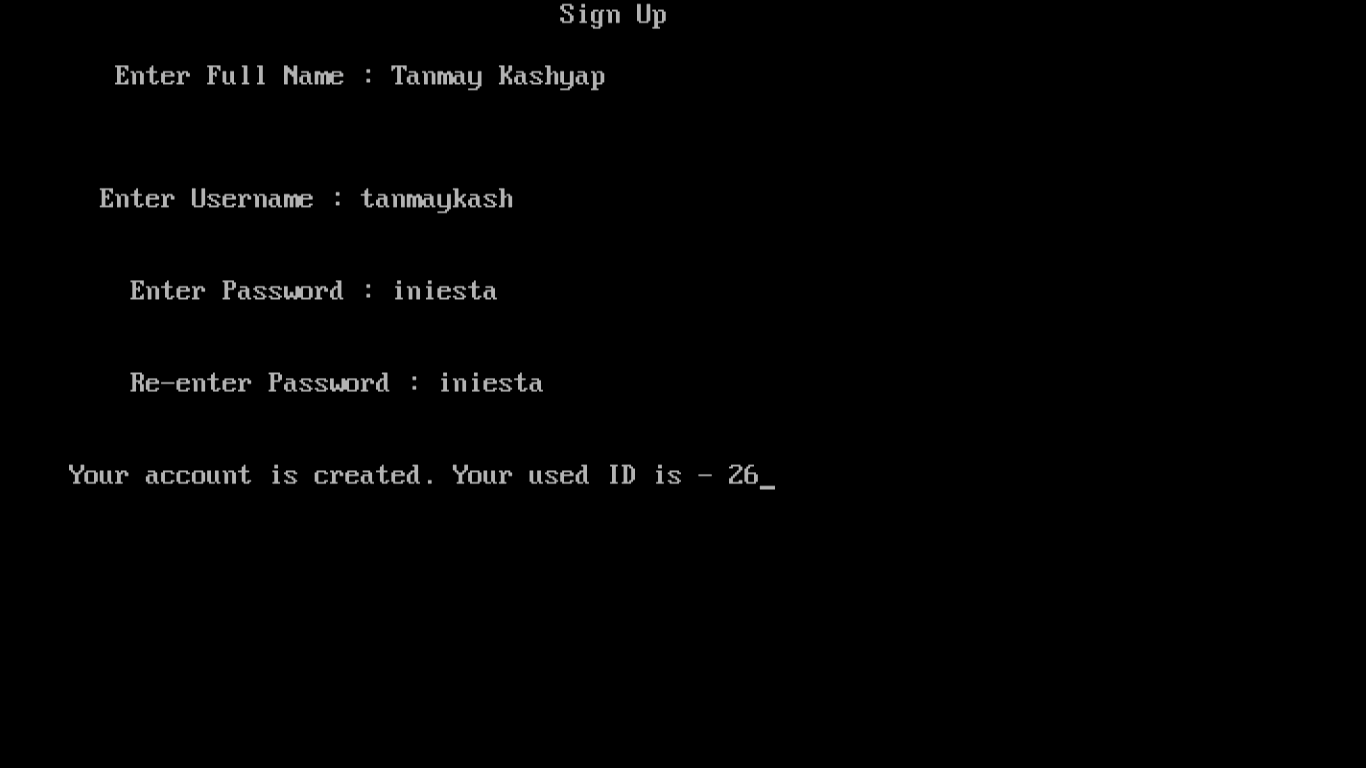 Sign Up
Enter Full Name : Tanmay Kashyap
Enter Username : tanmaykash
Enter Password : iniesta
Re-enter Password : iniesta
Your account is created. Your used ID is - 26_